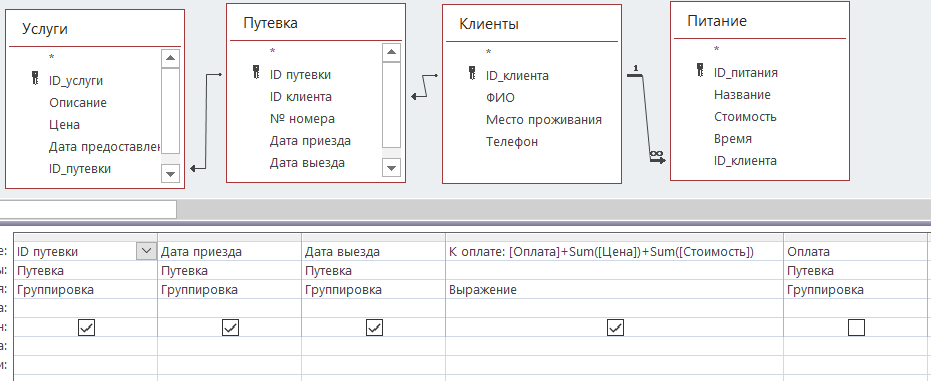 Услуги
*
ID_услуги
Описание
Цена
Дата предоставлен
ID_путевки
Путевка
*
ID путевки
ID клиента
№ номера
Дата приезда
Дата выезда
Клиенты
*
ID_клиента
ФИО
Место проживания
Телефон
1
∞
Питание
*
ID_питания
Название
Стоимость
Время
ID_клиента
е: ID путевки Дата приезда Дата выезда К оплате: [Оплата]+Sum([Цена])+Sum([Стоимость]) Оплата
ы: Путевка Путевка Путевка Путевка
я: Группировка Группировка Группировка Выражение Группировка
а:
н:
а:
и: